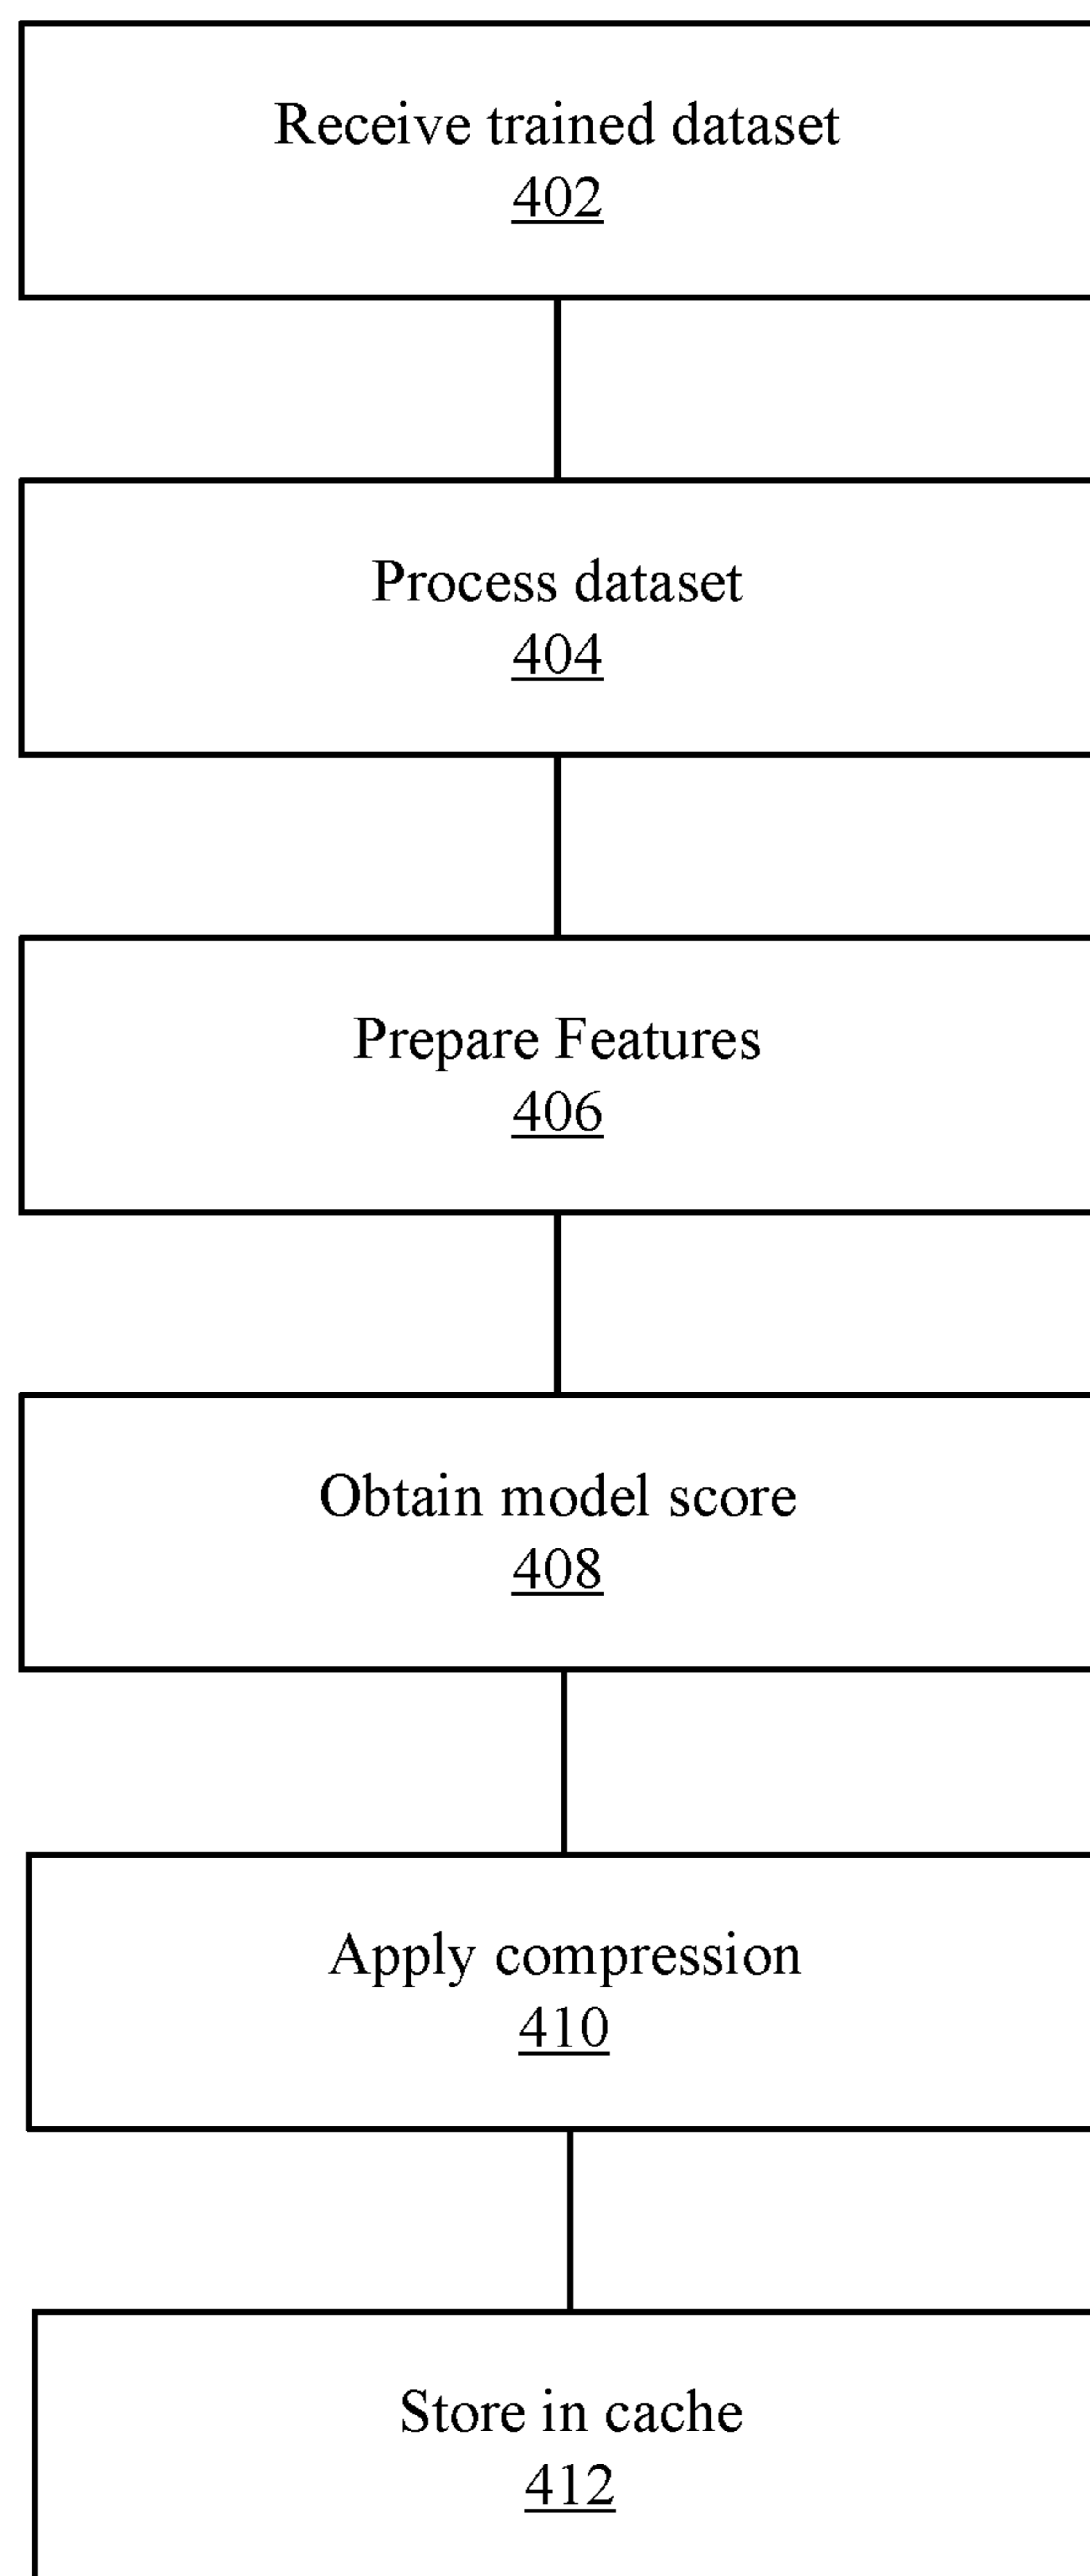 Receive trained dataset
402
Process dataset
404
Prepare Features
406
Obtain model score
408
Apply compression
410
Store in cache
412